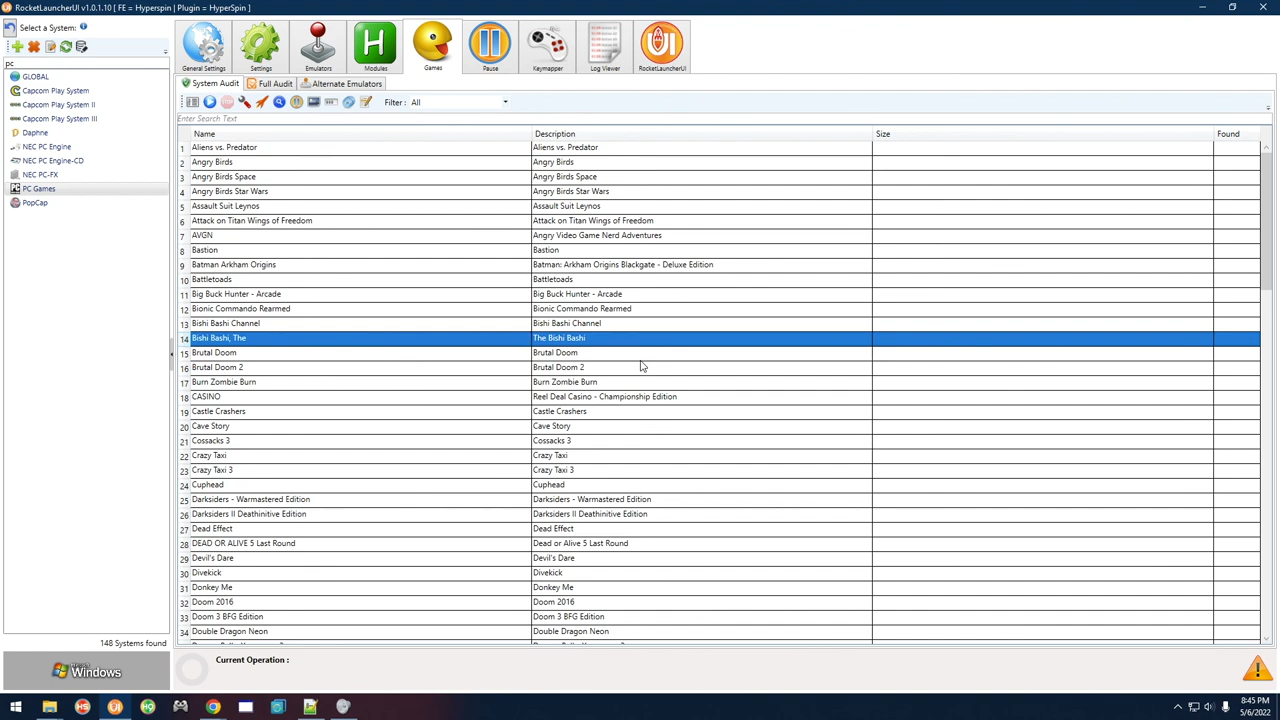 RocketLauncherUI v1.0.1.10 [ FE = Hyperspin | Plugin = HyperSpin ]
Select a System:
General Settings Settings Emulators Modules Games Pause Keymapper Log Viewer RocketLauncherUI
pc
GLOBAL
Capcom Play System
Capcom Play System II
Capcom Play System III
Daphne
NEC PC Engine
NEC PC Engine-CD
NEC PC-FX
PC Games
PopCap
148 Systems found
Windows
System Audit Full Audit Alternate Emulators
Filter : All
Enter Search Text
Name Description Size Found
1 Aliens vs. Predator Aliens vs. Predator
2 Angry Birds Angry Birds
3 Angry Birds Space Angry Birds Space
4 Angry Birds Star Wars Angry Birds Star Wars
5 Assault Suit Leynos Assault Suit Leynos
6 Attack on Titan Wings of Freedom Attack on Titan Wings of Freedom
7 AVGN Angry Video Game Nerd Adventures
8 Bastion Bastion
9 Batman Arkham Origins Batman: Arkham Origins Blackgate - Deluxe Edition
10 Battletoads Battletoads
11 Big Buck Hunter - Arcade Big Buck Hunter - Arcade
12 Bionic Commando Rearmed Bionic Commando Rearmed
13 Bishi Bashi Channel Bishi Bashi Channel
14 Bishi Bashi, The The Bishi Bashi
15 Brutal Doom Brutal Doom
16 Brutal Doom 2 Brutal Doom 2
17 Burn Zombie Burn Burn Zombie Burn
18 CASINO Reel Deal Casino - Championship Edition
19 Castle Crashers Castle Crashers
20 Cave Story Cave Story
21 Cossacks 3 Cossacks 3
22 Crazy Taxi Crazy Taxi
23 Crazy Taxi 3 Crazy Taxi 3
24 Cuphead Cuphead
25 Darksiders - Warmastered Edition Darksiders - Warmastered Edition
26 Darksiders II Deathinitive Edition Darksiders II Deathinitive Edition
27 Dead Effect Dead Effect
28 DEAD OR ALIVE 5 Last Round Dead or Alive 5 Last Round
29 Devil's Dare Devil's Dare
30 Divekick Divekick
31 Donkey Me Donkey Me
32 Doom 2016 Doom 2016
33 Doom 3 BFG Edition Doom 3 BFG Edition
34 Double Dragon Neon Double Dragon Neon
Current Operation :
8:45 PM
5/6/2022